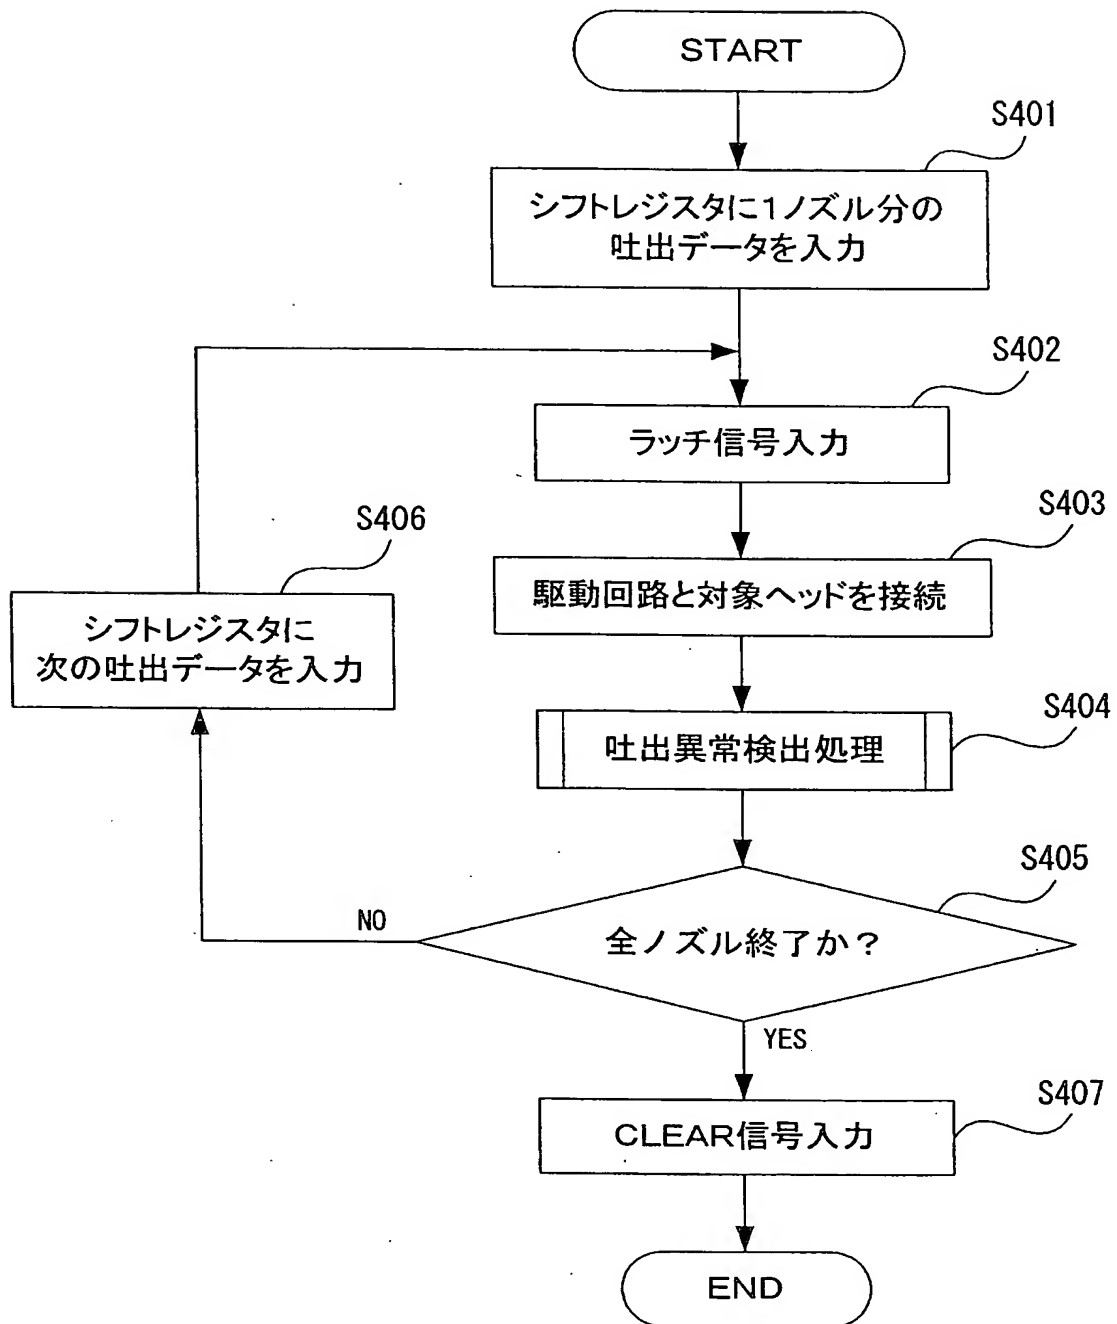 START
S401
シフトレジスタに1ノズル分の
吐出データを入力
S402
ラッチ信号入力
S403
駆動回路と対象ヘッドを接続
S406
シフトレジスタに
次の吐出データを入力
S404
吐出異常検出処理
S405
NO
全ノズル終了か?
YES
S407
CLEAR信号入力
END